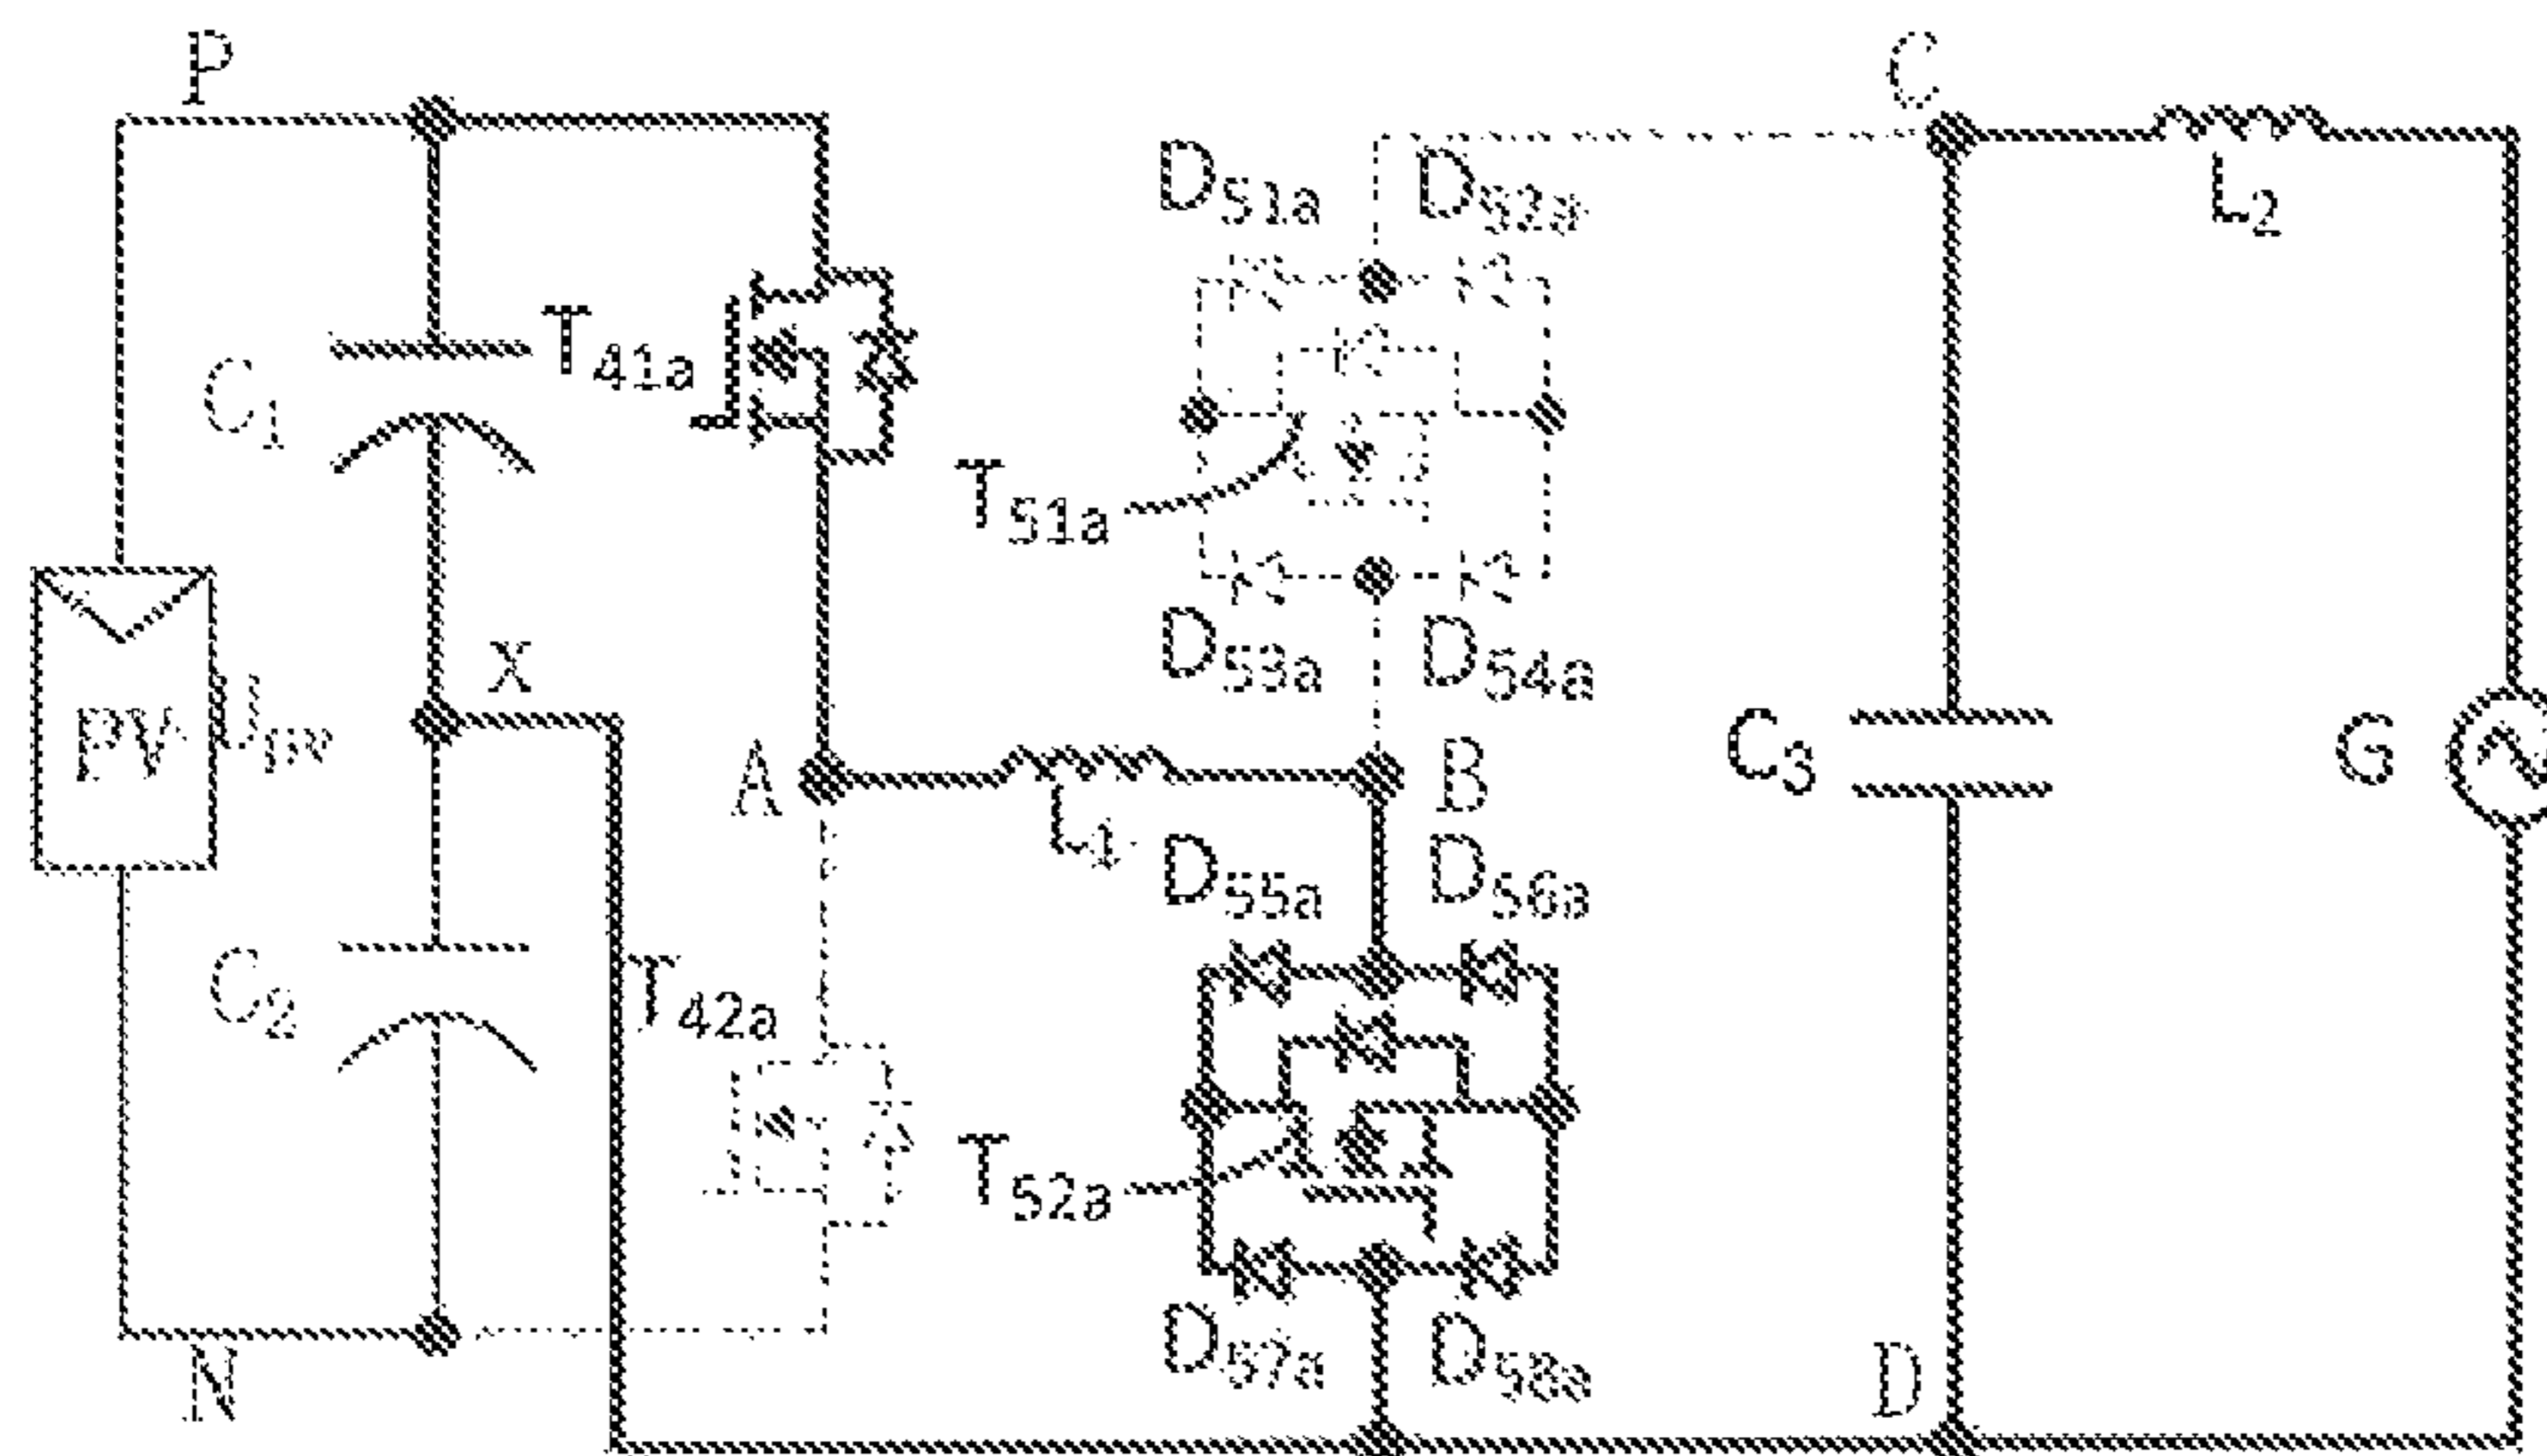 P
C
D₅₁ₐ
D₅₂ₐ
L₂
T₄₁ₐ
C₁
T₅₁ₐ
X
D₅₃ₐ
D₅₄ₐ
PV
Uₚᵥ
A
L₁
B
C₃
G
D₅₅ₐ
D₅₆ₐ
C₂
T₄₂ₐ
T₅₂ₐ
N
D₅₇ₐ
D₅₈ₐ
D